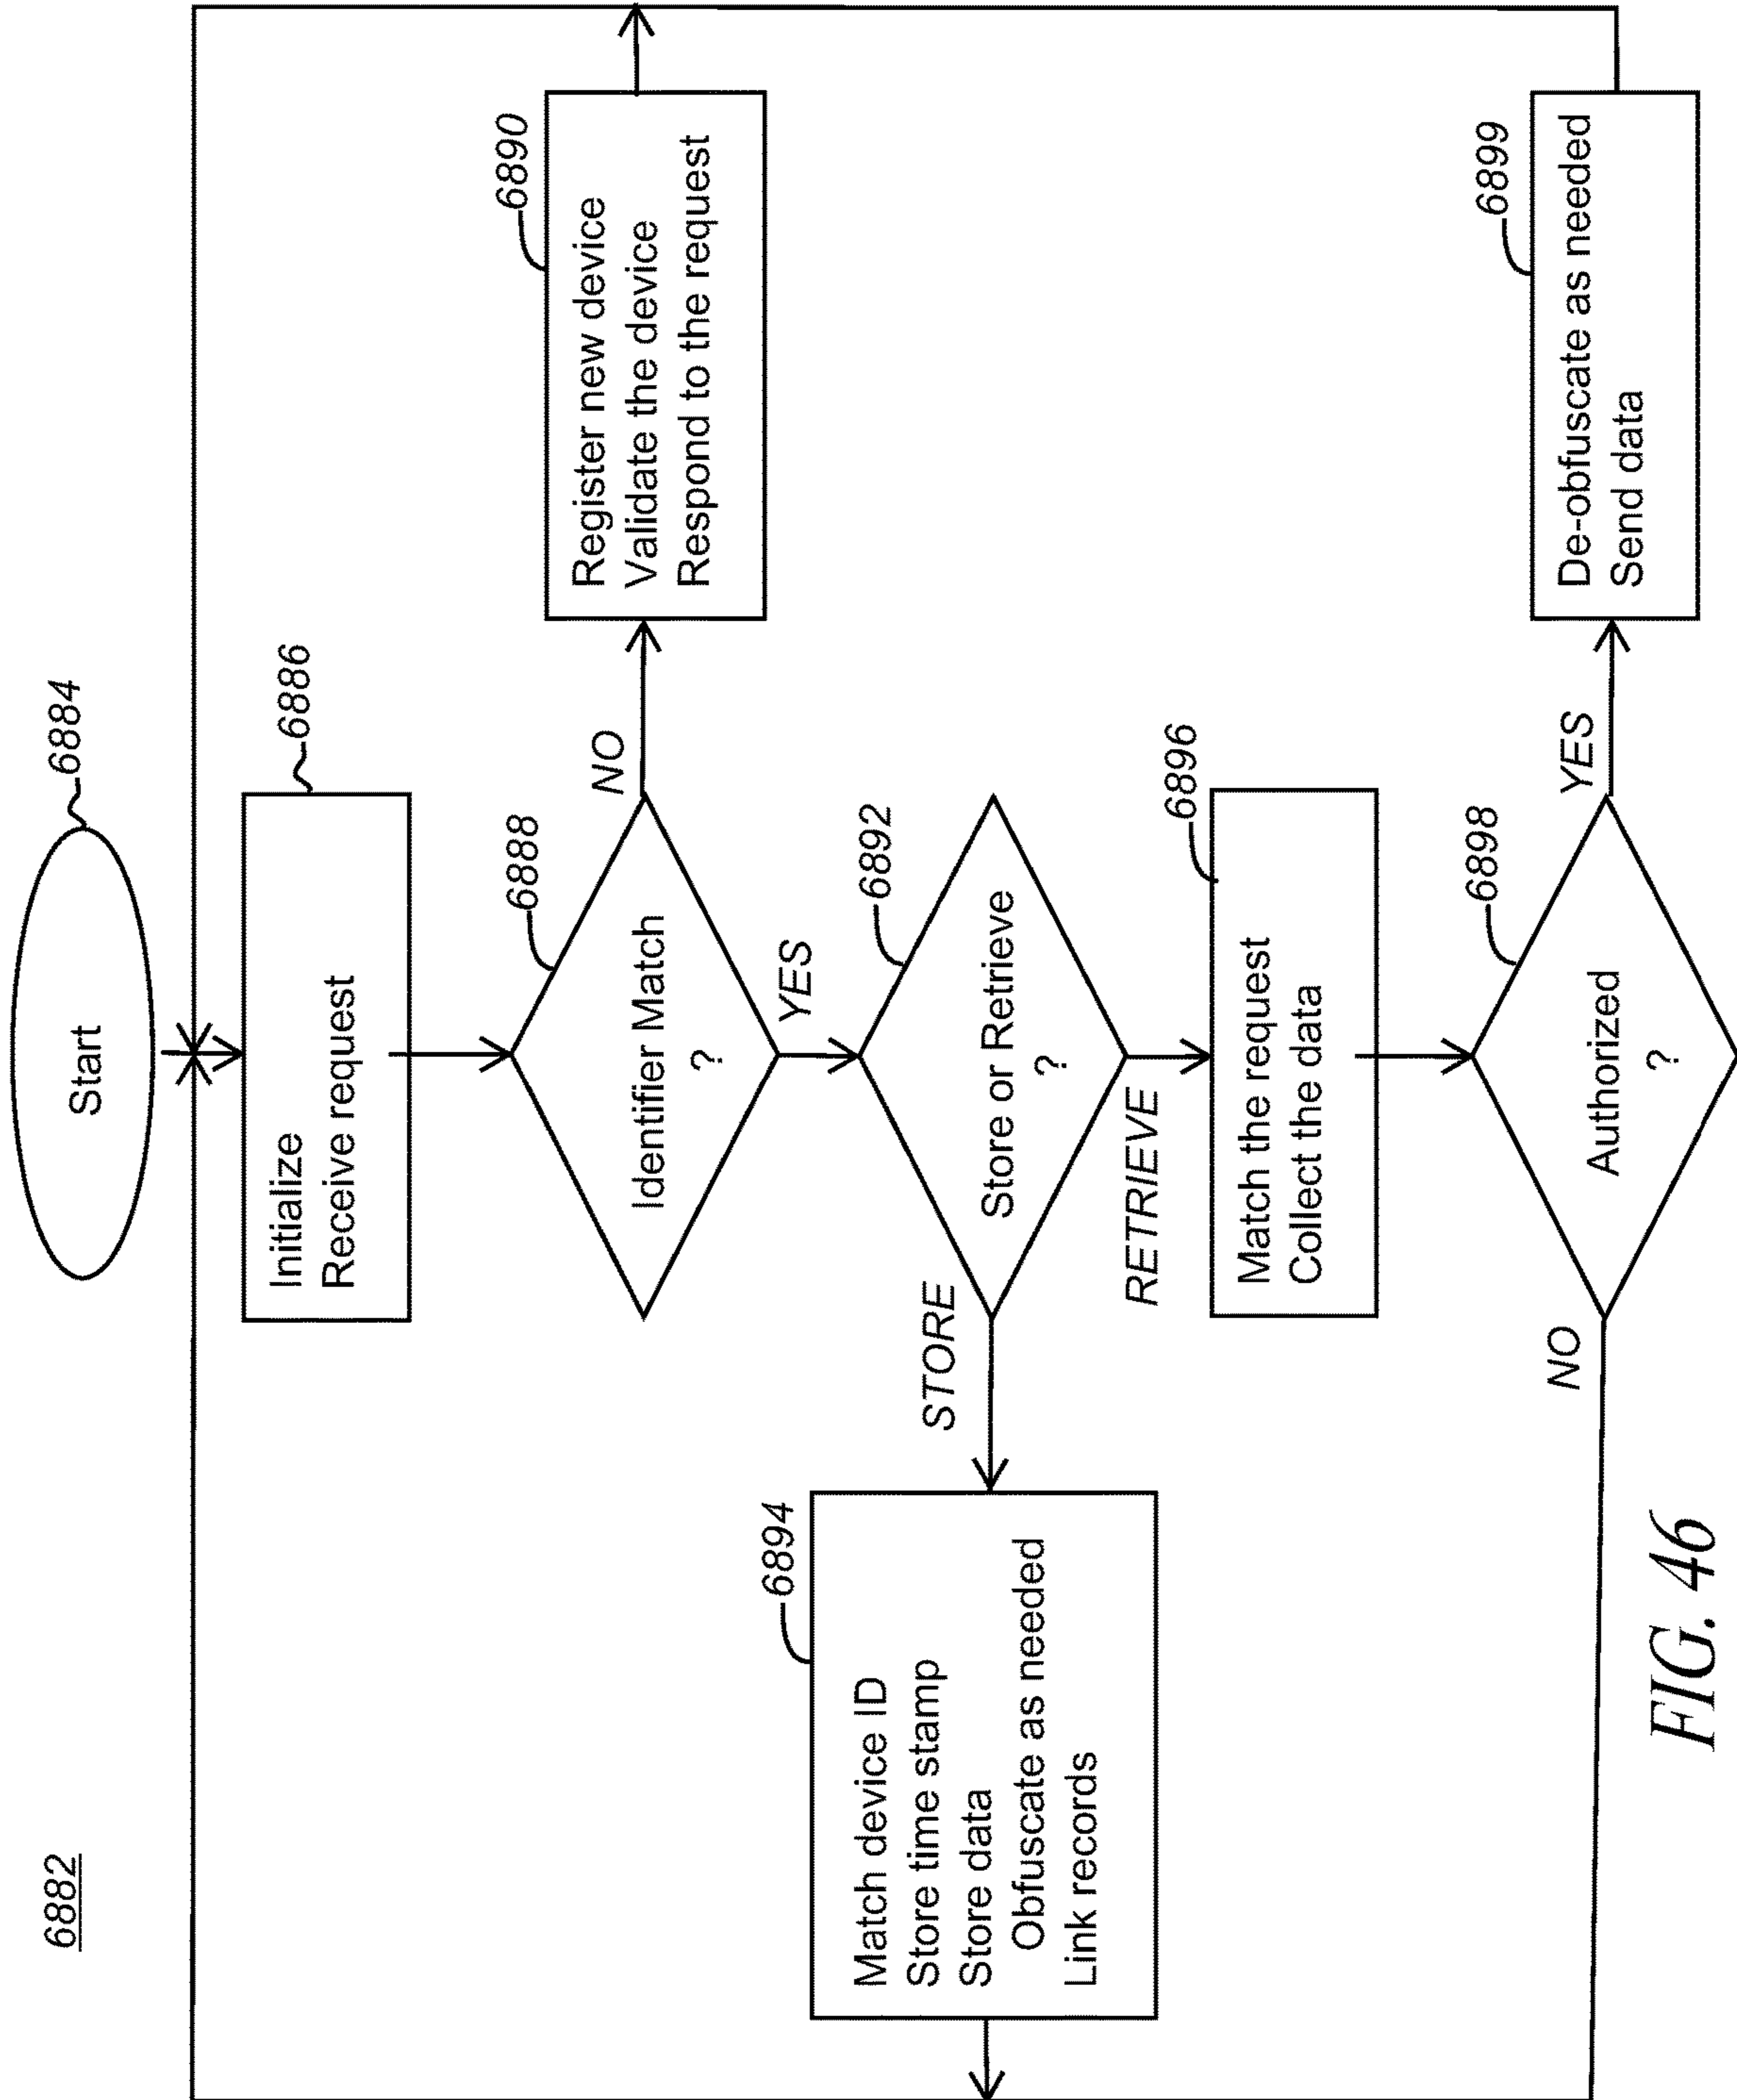 6882
Start
6884
Initialize
Receive request
6886
Identifier Match
?
6888
NO
Register new device
Validate the device
Respond to the request
6890
YES
Store or Retrieve
?
6892
STORE
Match device ID
Store time stamp
Store data
Obfuscate as needed
Link records
6894
RETRIEVE
Match the request
Collect the data
6896
Authorized
?
6898
NO
YES
De-obfuscate as needed
Send data
6899
FIG. 46